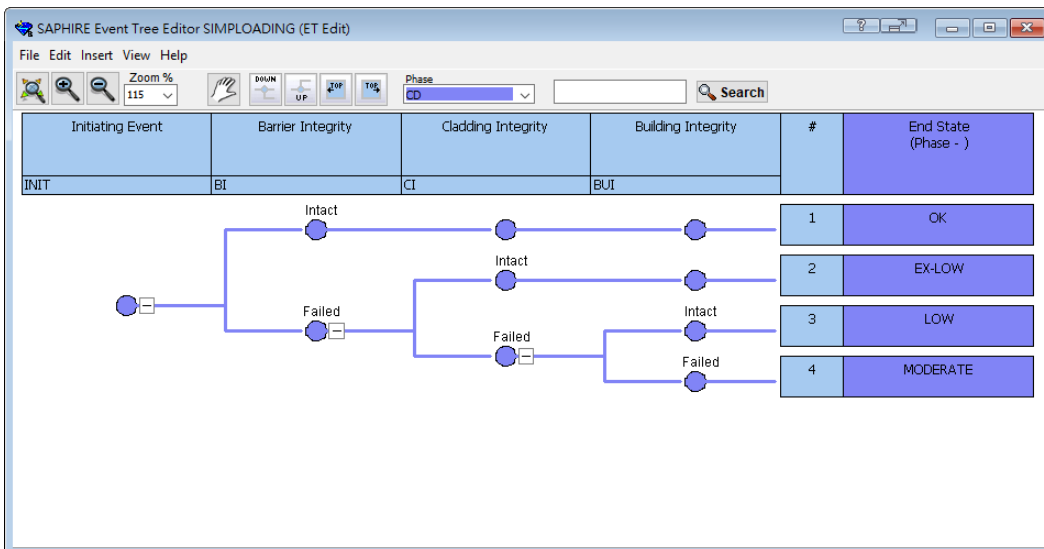 SAPHIRE Event Tree Editor SIMPLOADING (ET Edit)
File Edit Insert View Help
Zoom %
115
DOWN
UP
TOP
TOP
Phase
CD
Search
Initiating Event
Barrier Integrity
Cladding Integrity
Building Integrity
#
End State
(Phase - )
INIT
BI
CI
BUI
Intact
1
OK
Intact
2
EX-LOW
Failed
Intact
3
LOW
Failed
Failed
4
MODERATE